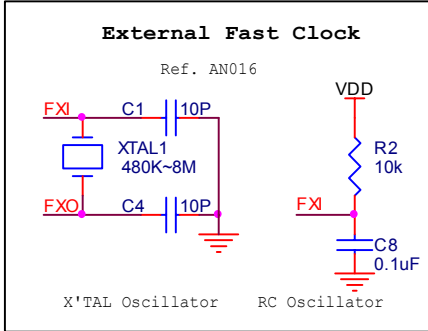 External Fast Clock
Ref. AN016
VDD
FXI C1 10P
XTAL1
480K~8M
R2
10k
FXO C4 10P
FXI
C8
0.1uF
X'TAL Oscillator RC Oscillator